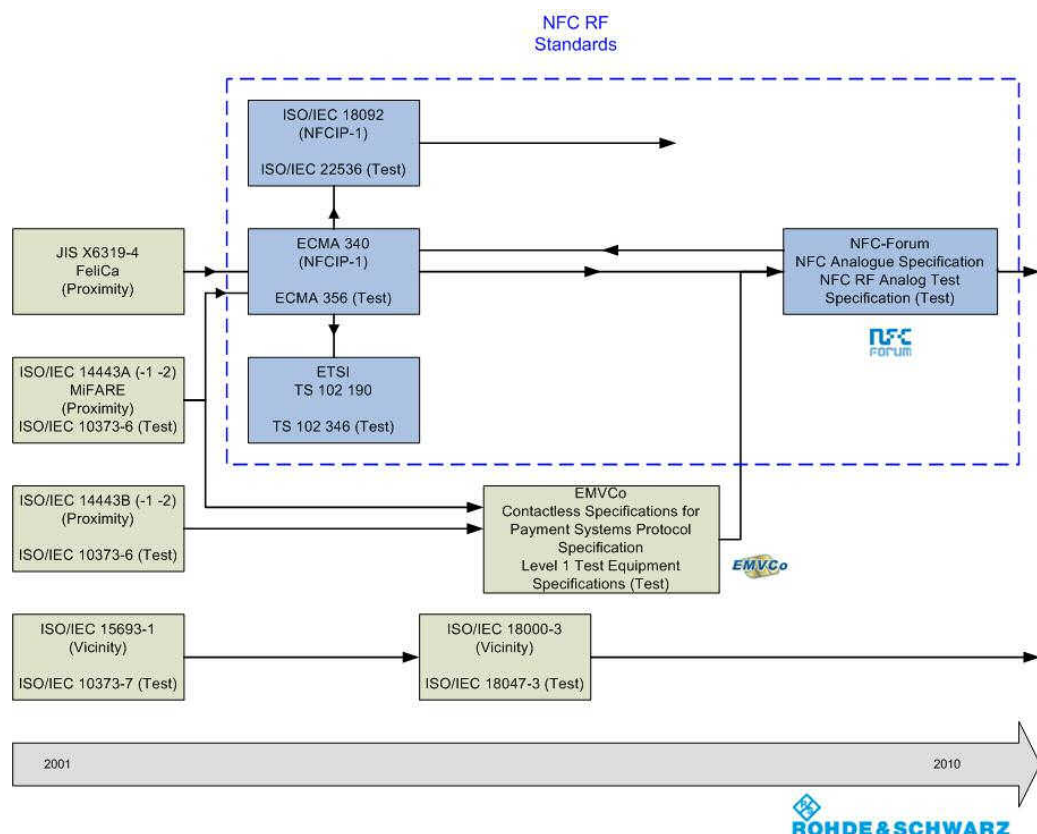 NFC RF
Standards
ISO/IEC 18092
(NFCIP-1)
ISO/IEC 22536 (Test)
JIS X6319-4
FeliCa
(Proximity)
ECMA 340
(NFCIP-1)
ECMA 356 (Test)
NFC-Forum
NFC Analogue Specification
NFC RF Analog Test
Specification (Test)
NFC
FORUM
ISO/IEC 14443A (-1 -2)
MiFARE
(Proximity)
ISO/IEC 10373-6 (Test)
ETSI
TS 102 190
TS 102 346 (Test)
ISO/IEC 14443B (-1 -2)
(Proximity)
ISO/IEC 10373-6 (Test)
EMVCo
Contactless Specifications for
Payment Systems Protocol
Specification
Level 1 Test Equipment
Specifications (Test)
EMVCo
ISO/IEC 15693-1
(Vicinity)
ISO/IEC 10373-7 (Test)
ISO/IEC 18000-3
(Vicinity)
ISO/IEC 18047-3 (Test)
2001
2010
R S
ROHDE & SCHWARZ